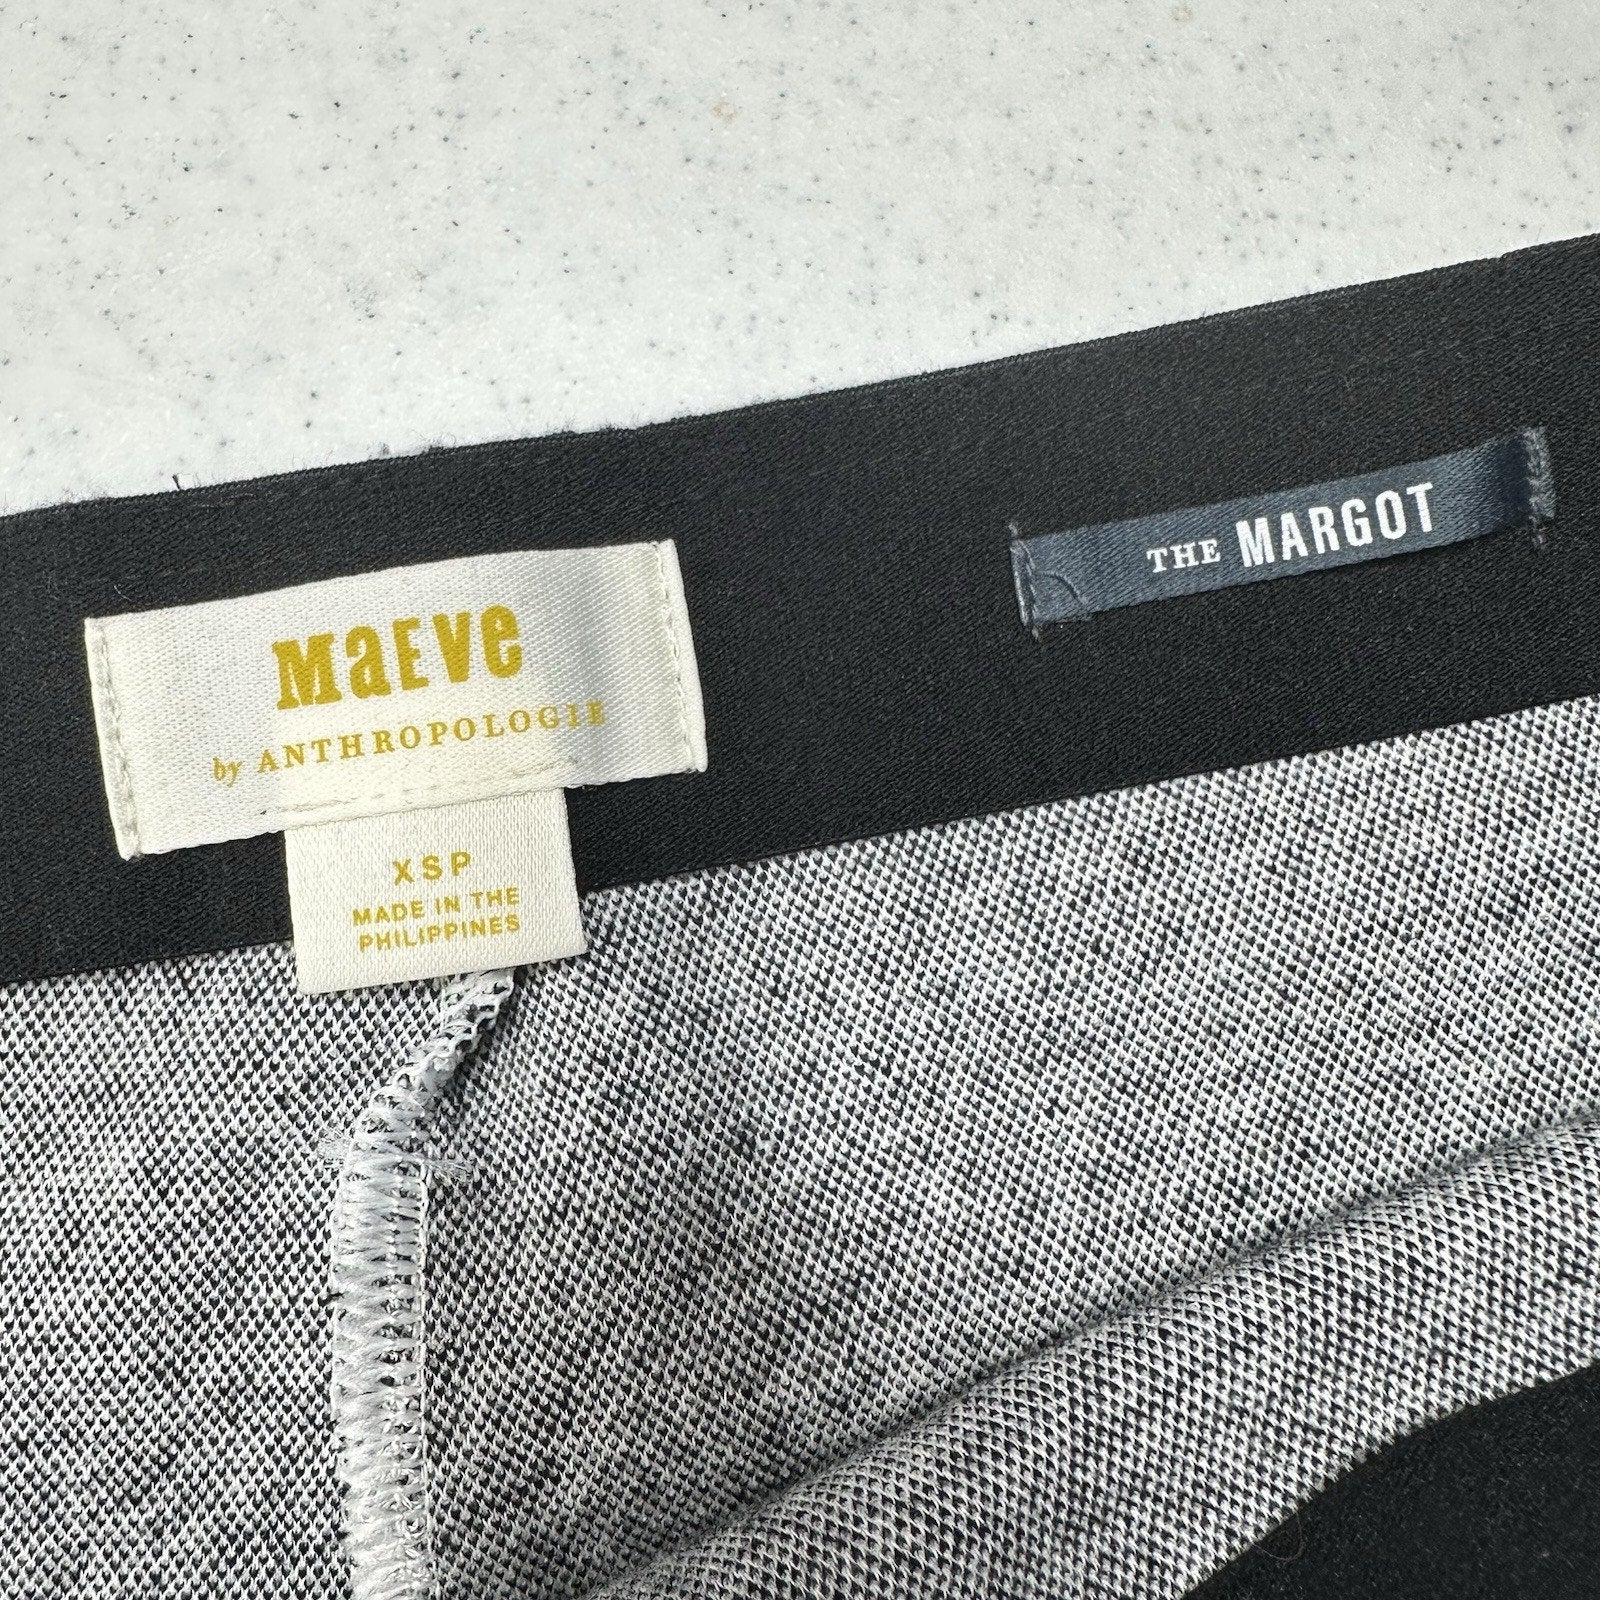 MaEve
by ANTHROPOLOGIE
XSP
MADE IN THE
PHILIPPINES
THE MARGOT